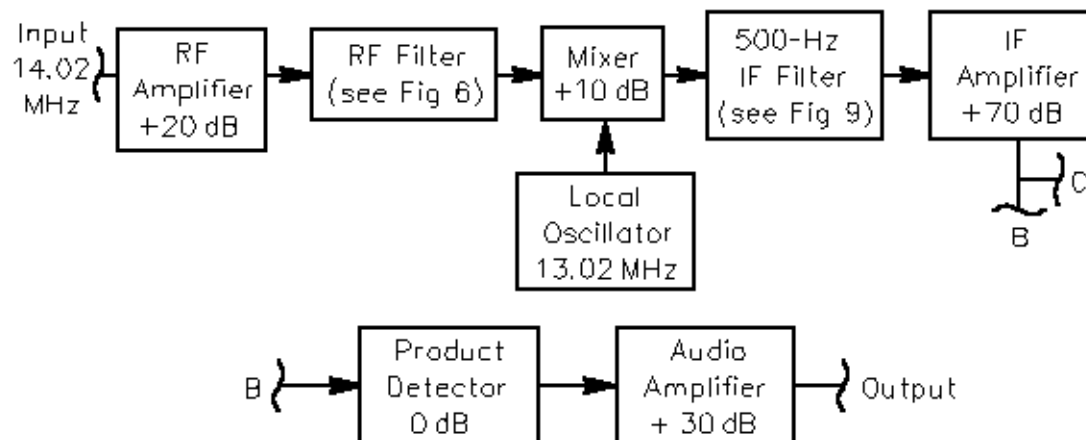 Input
14.02
MHz
RF
Amplifier
+20 dB
RF Filter
(see Fig 6)
Mixer
+10 dB
500-Hz
IF Filter
(see Fig 9)
IF
Amplifier
+70 dB
Local
Oscillator
13.02 MHz
C
B
B
Product
Detector
0 dB
Audio
Amplifier
+ 30 dB
Output